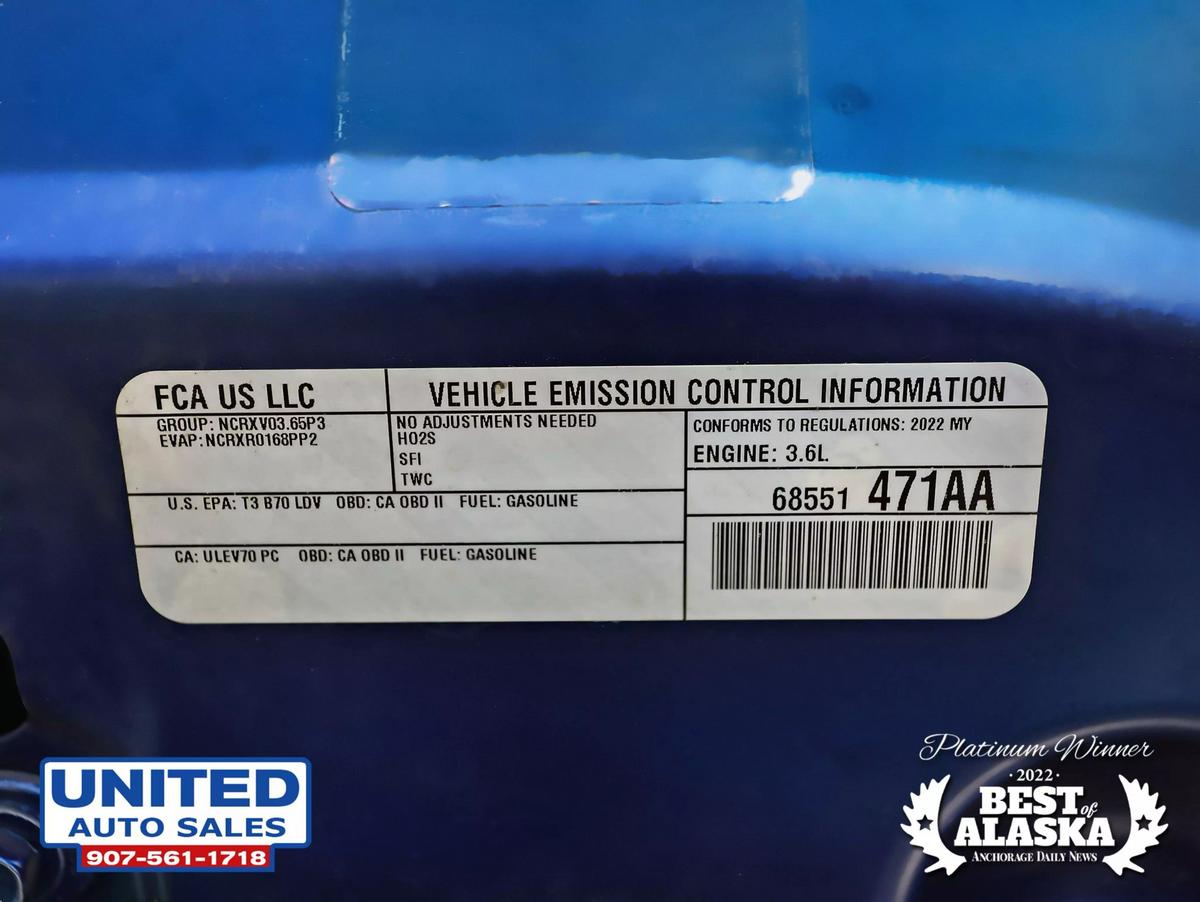 FCA US LLC
VEHICLE EMISSION CONTROL INFORMATION
GROUP: NCRXV03.65P3
EVAP: NCRXR0168PP2
NO ADJUSTMENTS NEEDED
HO2S
SFI
TWC
CONFORMS TO REGULATIONS: 2022 MY
ENGINE: 3.6L
68551 471AA
U.S. EPA: T3 B70 LDV OBD: CA OBD II FUEL: GASOLINE
CA: ULEV70 PC OBD: CA OBD II FUEL: GASOLINE
UNITED
AUTO SALES
907-561-1718
Platinum Winner
·2022·
BEST of
ALASKA
ANCHORAGE DAILY NEWS